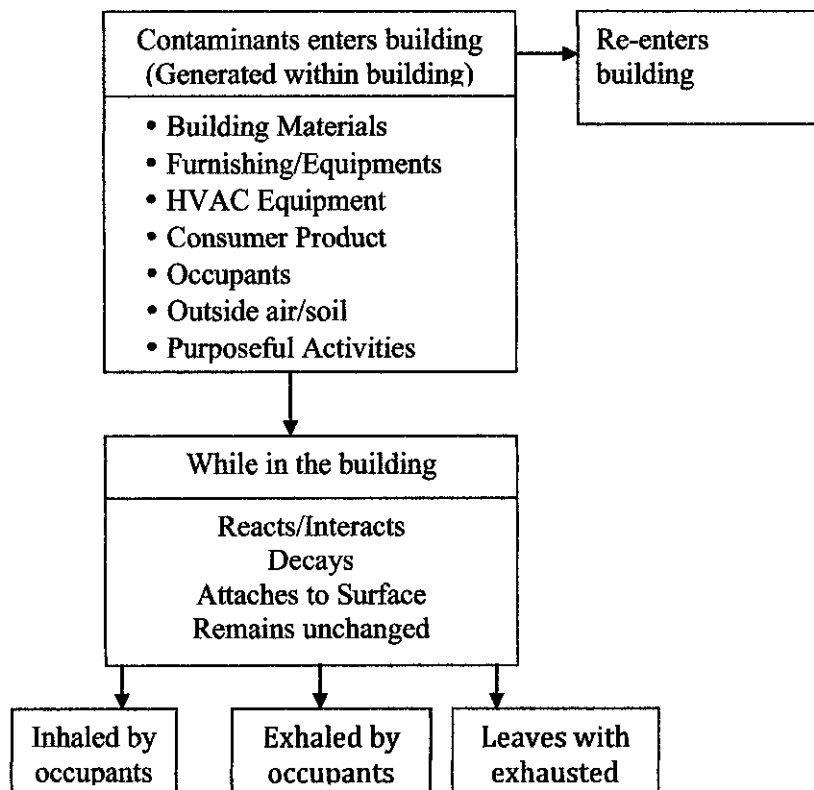 Contaminants enters building
(Generated within building)
Re-enters
building
• Building Materials
• Furnishing/Equipments
• HVAC Equipment
• Consumer Product
• Occupants
• Outside air/soil
• Purposeful Activities
While in the building
Reacts/Interacts
Decays
Attaches to Surface
Remains unchanged
Inhaled by
occupants
Exhaled by
occupants
Leaves with
exhausted